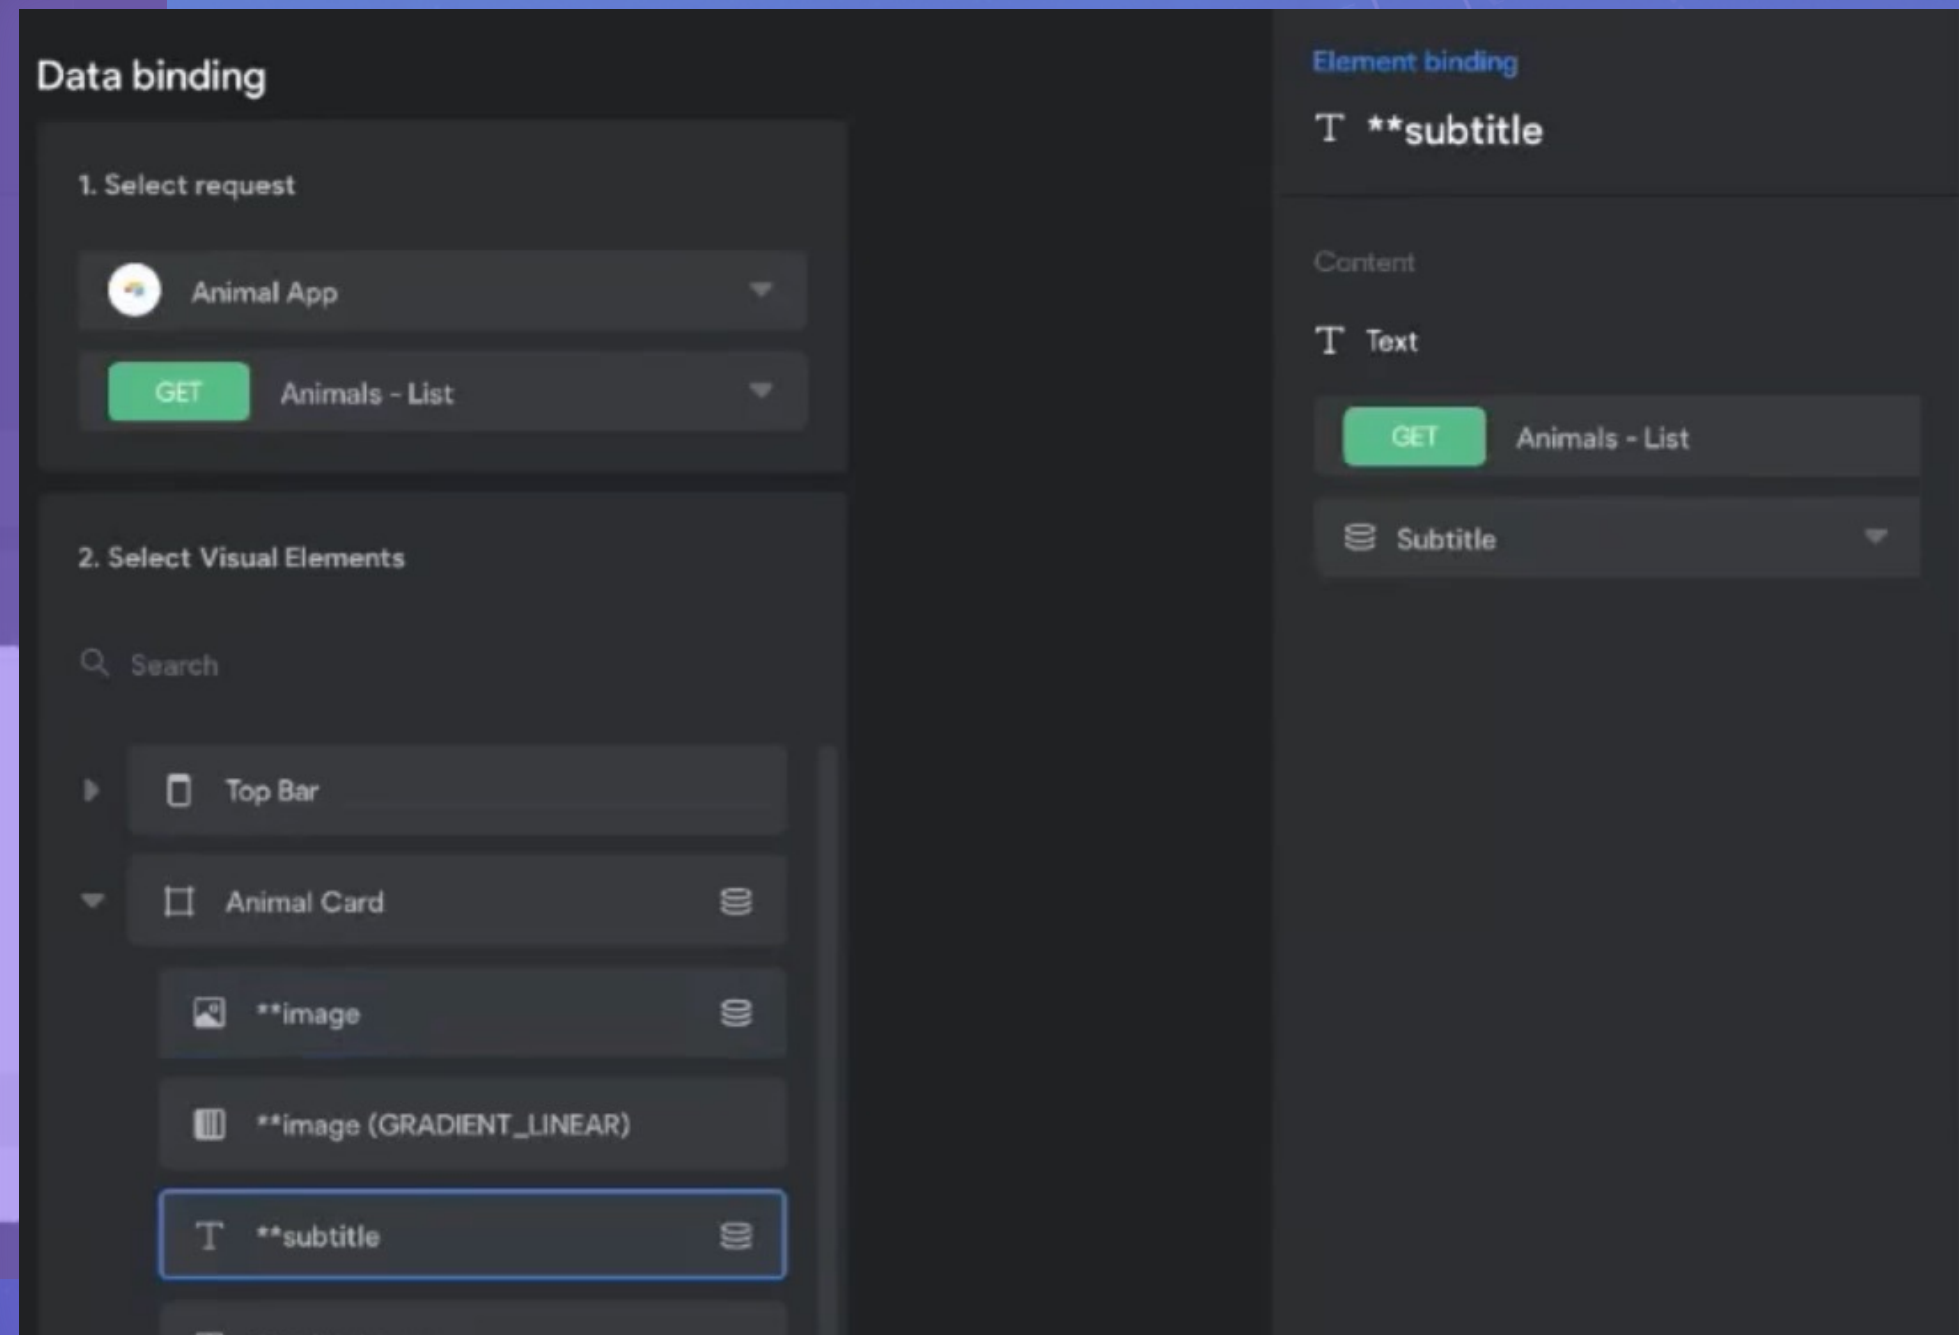 Data binding
1. Select request
Animal App
GET Animals - List
2. Select Visual Elements
Search
Top Bar
Animal Card
**image
**image (GRADIENT_LINEAR)
T **subtitle
Element binding
T **subtitle
Content
T Text
GET Animals - List
Subtitle